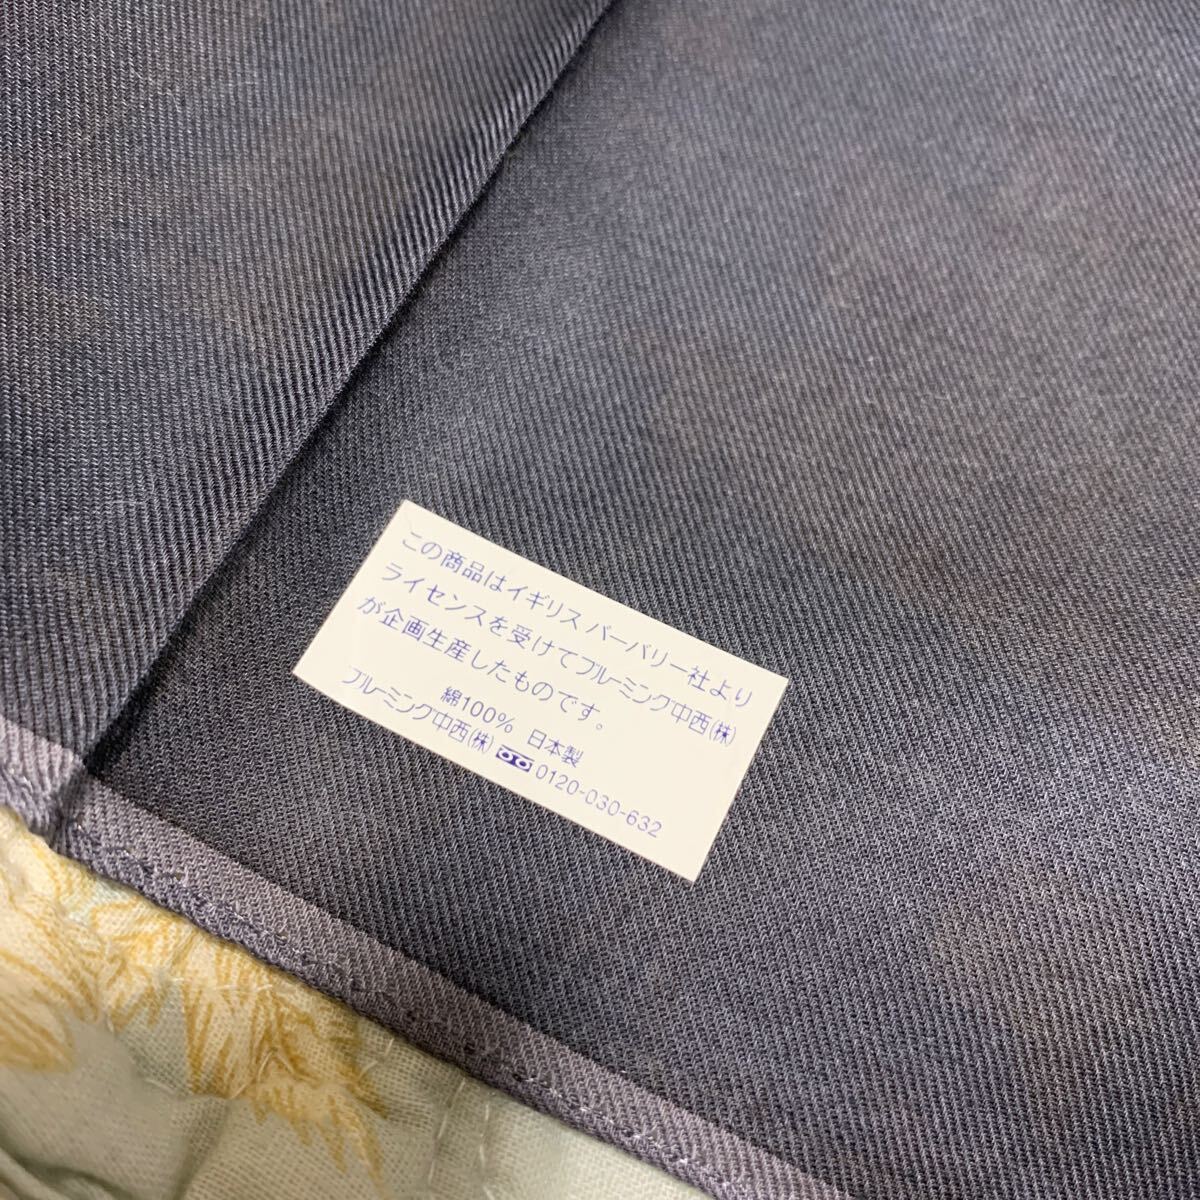 この商品はイギリス バーバリー社より
ライセンスを受けてブルーミング中西(株)
が企画生産したものです。
綿100% 日本製
ブルーミング中西(株) 0120-030-632